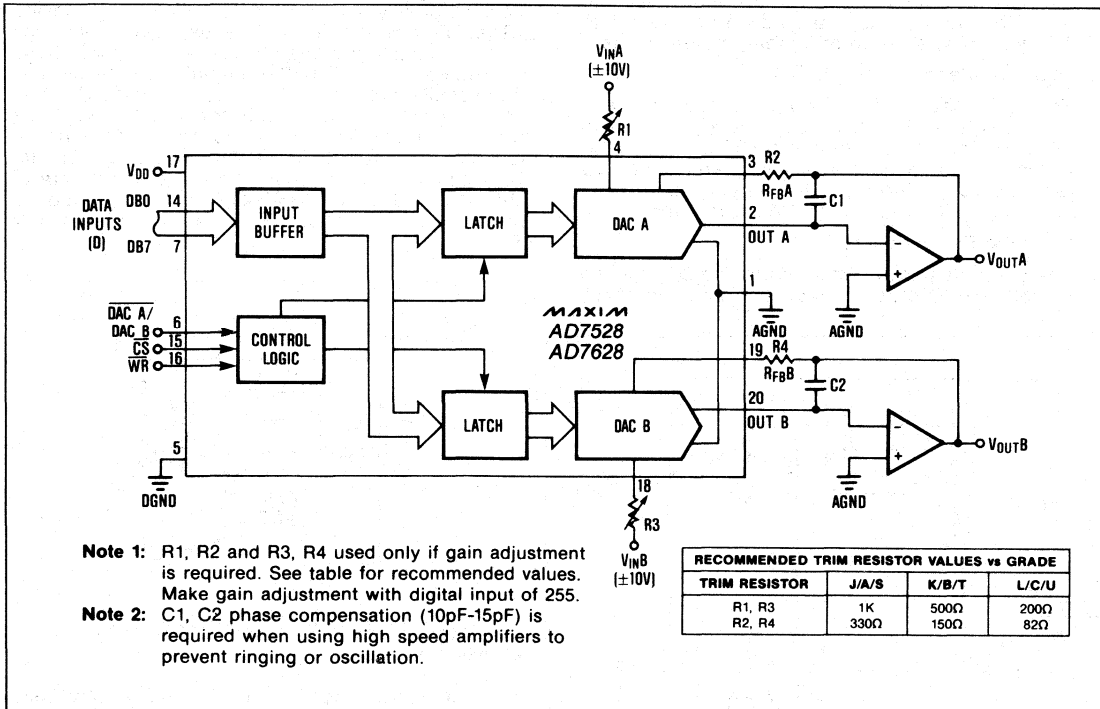 VINA
(±10V)
R1
4
3
R2
RFBA
C1
VDD
17
DATA
INPUTS
(D)
DB0
14
DB7
7
INPUT
BUFFER
LATCH
DAC A
2
OUT A
-
+
VOUTA
AGND
1
AGND
DAC A/
DAC B
6
CS
15
WR
16
CONTROL
LOGIC
MAXIM
AD7528
AD7628
19
R4
RFBB
C2
LATCH
DAC B
20
OUT B
-
+
VOUTB
AGND
5
DGND
18
R3
VINB
(±10V)
Note 1: R1, R2 and R3, R4 used only if gain adjustment
is required. See table for recommended values.
Make gain adjustment with digital input of 255.
Note 2: C1, C2 phase compensation (10pF-15pF) is
required when using high speed amplifiers to
prevent ringing or oscillation.
RECOMMENDED TRIM RESISTOR VALUES vs GRADE
TRIM RESISTOR J/A/S K/B/T L/C/U
R1, R3 1K 500Ω 200Ω
R2, R4 330Ω 150Ω 82Ω